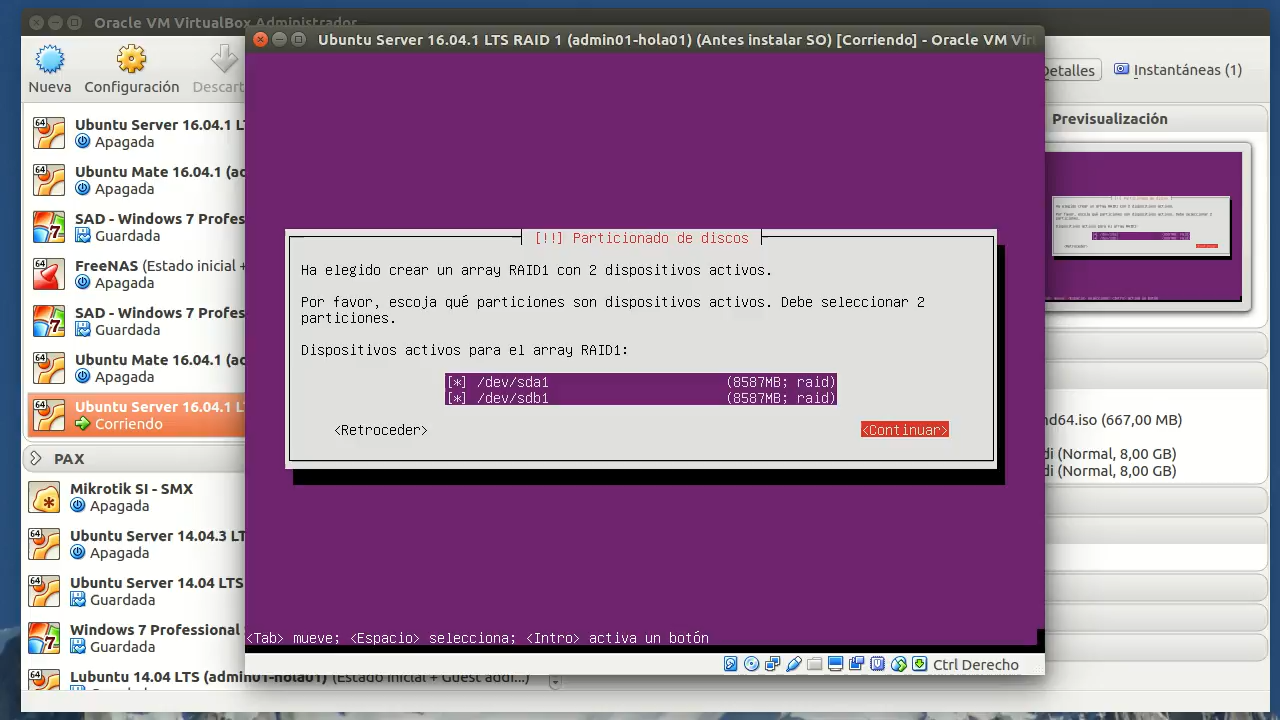 Oracle VM VirtualBox Administrador
Ubuntu Server 16.04.1 LTS RAID 1 (admin01-hola01) (Antes instalar SO) [Corriendo] - Oracle VM Vir
Nueva
Configuración
Descart
Detalles
Instantáneas (1)
Ubuntu Server 16.04.1 LT
Apagada
Ubuntu Mate 16.04.1 (ad
Apagada
SAD - Windows 7 Profes
Guardada
FreeNAS (Estado inicial +
Apagada
SAD - Windows 7 Profes
Guardada
Ubuntu Mate 16.04.1 (ad
Apagada
Ubuntu Server 16.04.1 LT
Corriendo
PAX
Mikrotik SI - SMX
Apagada
Ubuntu Server 14.04.3 LT
Apagada
Ubuntu Server 14.04 LTS
Guardada
Windows 7 Professional
Guardada
Lubuntu 14.04 LTS (admin01-hola01) (Estado inicial + Guest addi...)
[!!] Particionado de discos
Ha elegido crear un array RAID1 con 2 dispositivos activos.
Por favor, escoja qué particiones son dispositivos activos. Debe seleccionar 2
particiones.
Dispositivos activos para el array RAID1:
[*] /dev/sda1 (8587MB; raid)
[*] /dev/sdb1 (8587MB; raid)
<Retroceder> <Continuar>
<Tab> mueve; <Espacio> selecciona; <Intro> activa un botón
Ctrl Derecho
Previsualización
nd64.iso (667,00 MB)
di (Normal, 8,00 GB)
di (Normal, 8,00 GB)